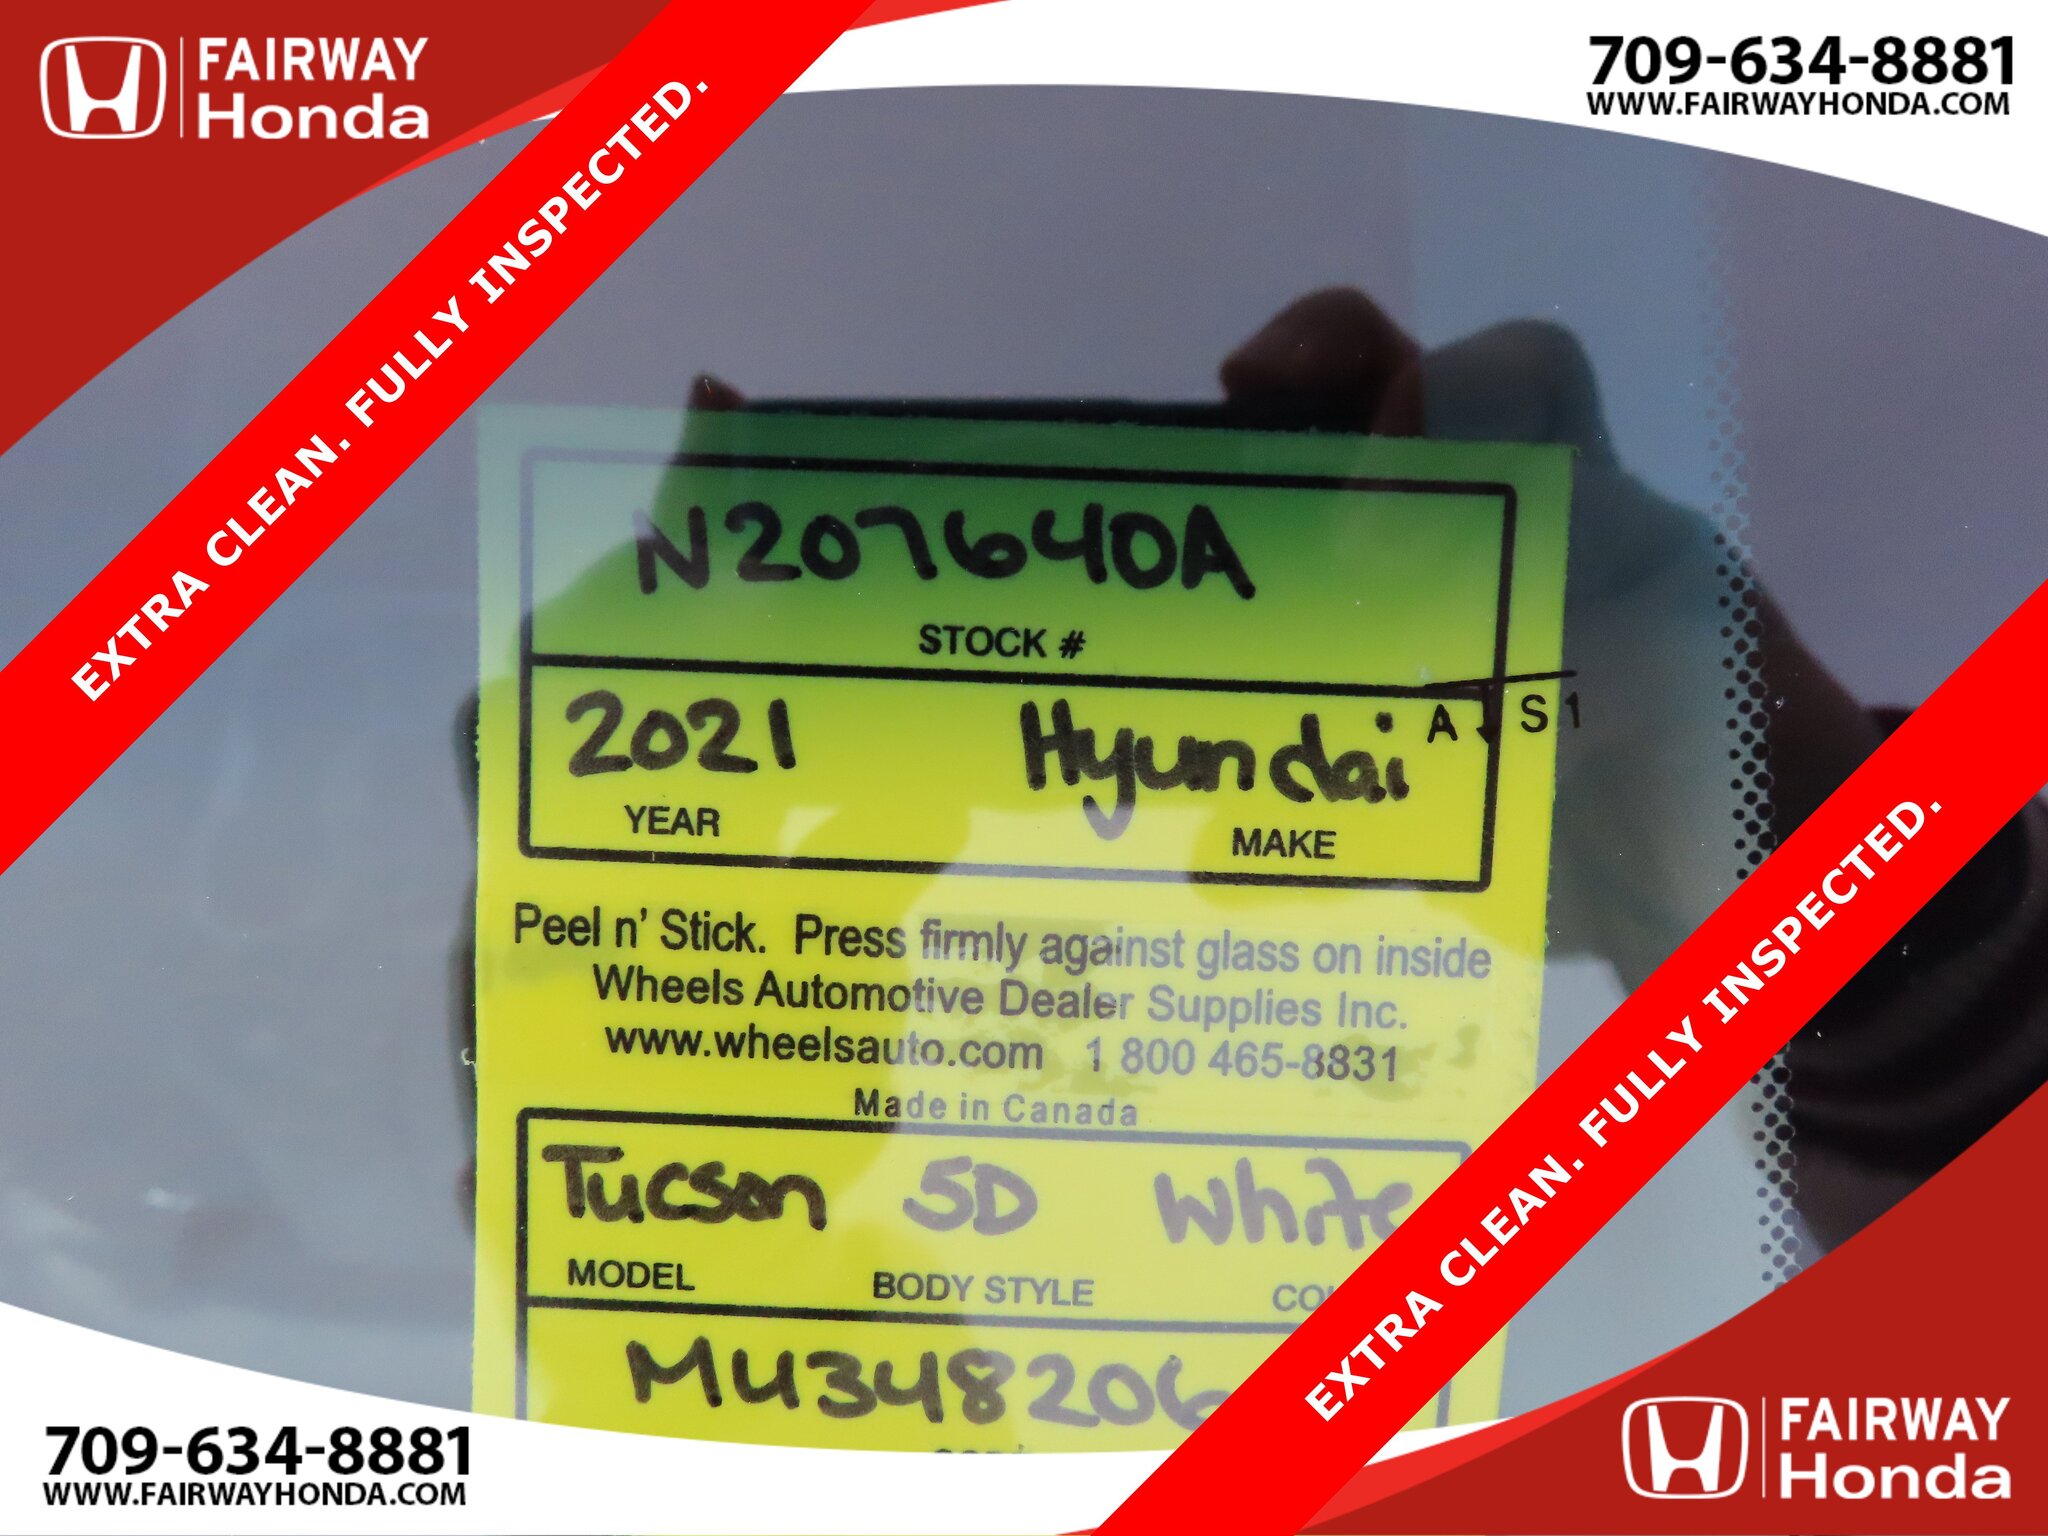 FAIRWAY
Honda
709-634-8881
WWW.FAIRWAYHONDA.COM
EXTRA CLEAN. FULLY INSPECTED.
N207640A
STOCK #
2021 Hyundai
YEAR MAKE
A S1
Peel n' Stick. Press firmly against glass on inside
Wheels Automotive Dealer Supplies Inc.
www.wheelsauto.com 1 800 465-8831
Made in Canada
Tucson 5D White
MODEL BODY STYLE
MU348206
EXTRA CLEAN. FULLY INSPECTED.
709-634-8881
WWW.FAIRWAYHONDA.COM
FAIRWAY
Honda